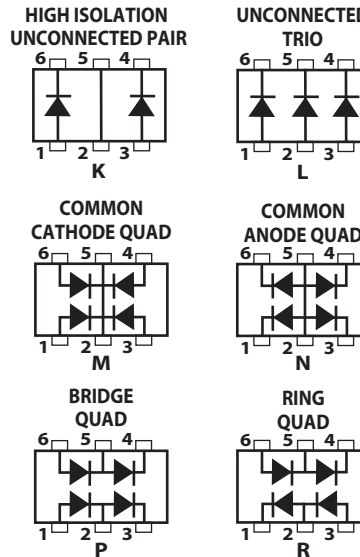 HIGH ISOLATION
UNCONNECTED PAIR
6 5 4
1 2 3
K
UNCONNECTED
TRIO
6 5 4
1 2 3
L
COMMON
CATHODE QUAD
6 5 4
1 2 3
M
COMMON
ANODE QUAD
6 5 4
1 2 3
N
BRIDGE
QUAD
6 5 4
1 2 3
P
RING
QUAD
6 5 4
1 2 3
R